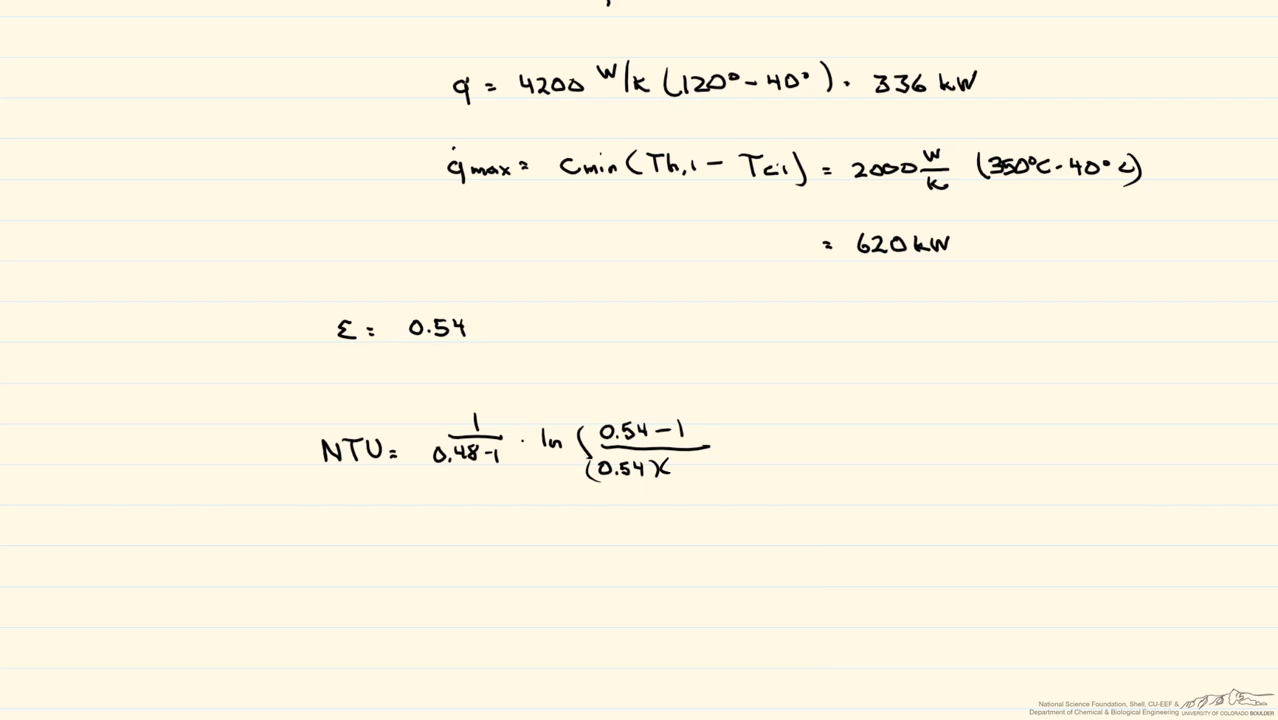 q̇ = 4200 W/K (120° - 40°) . 336 kW
q̇max = Cmin (Th,i - Tc,i) = 2000 W/K (350°C - 40°C)
= 620 kW
ε = 0.54
NTU = 1/(0.48-1) · ln ( (0.54-1)/(0.54)(
National Science Foundation, Shell, CU-EEF &
Department of Chemical & Biological Engineering UNIVERSITY OF COLORADO BOULDER